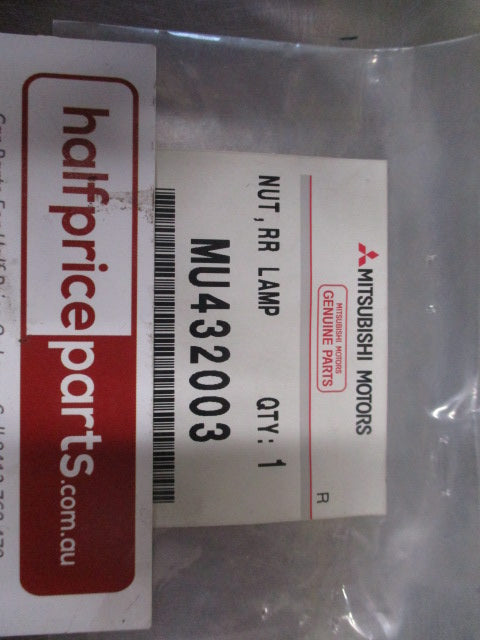 MITSUBISHI MOTORS
MITSUBISHI MOTORS
GENUINE PARTS
R
NUT,RR LAMP QTY: 1
MU432003
halfpriceparts.com.au